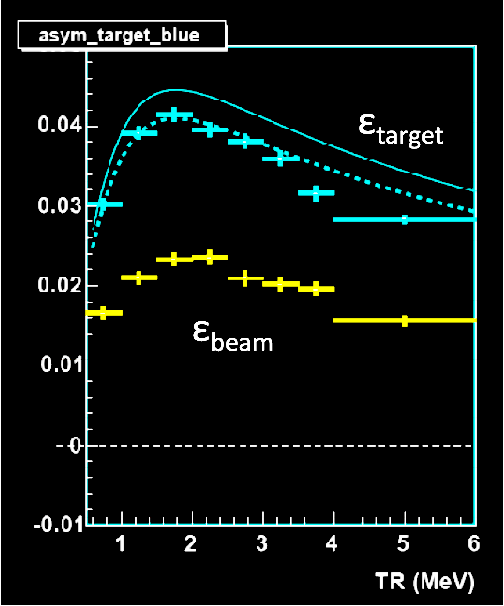 asym_target_blue
0.04
0.03
0.02
0.01
-0
-0.01
εtarget
εbeam
1 2 3 4 5 6
TR (MeV)